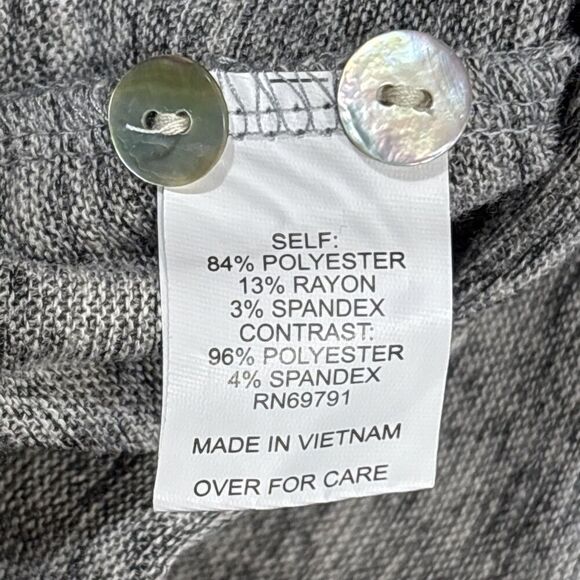 SELF:
84% POLYESTER
13% RAYON
3% SPANDEX
CONTRAST:
96% POLYESTER
4% SPANDEX
RN69791
MADE IN VIETNAM
OVER FOR CARE